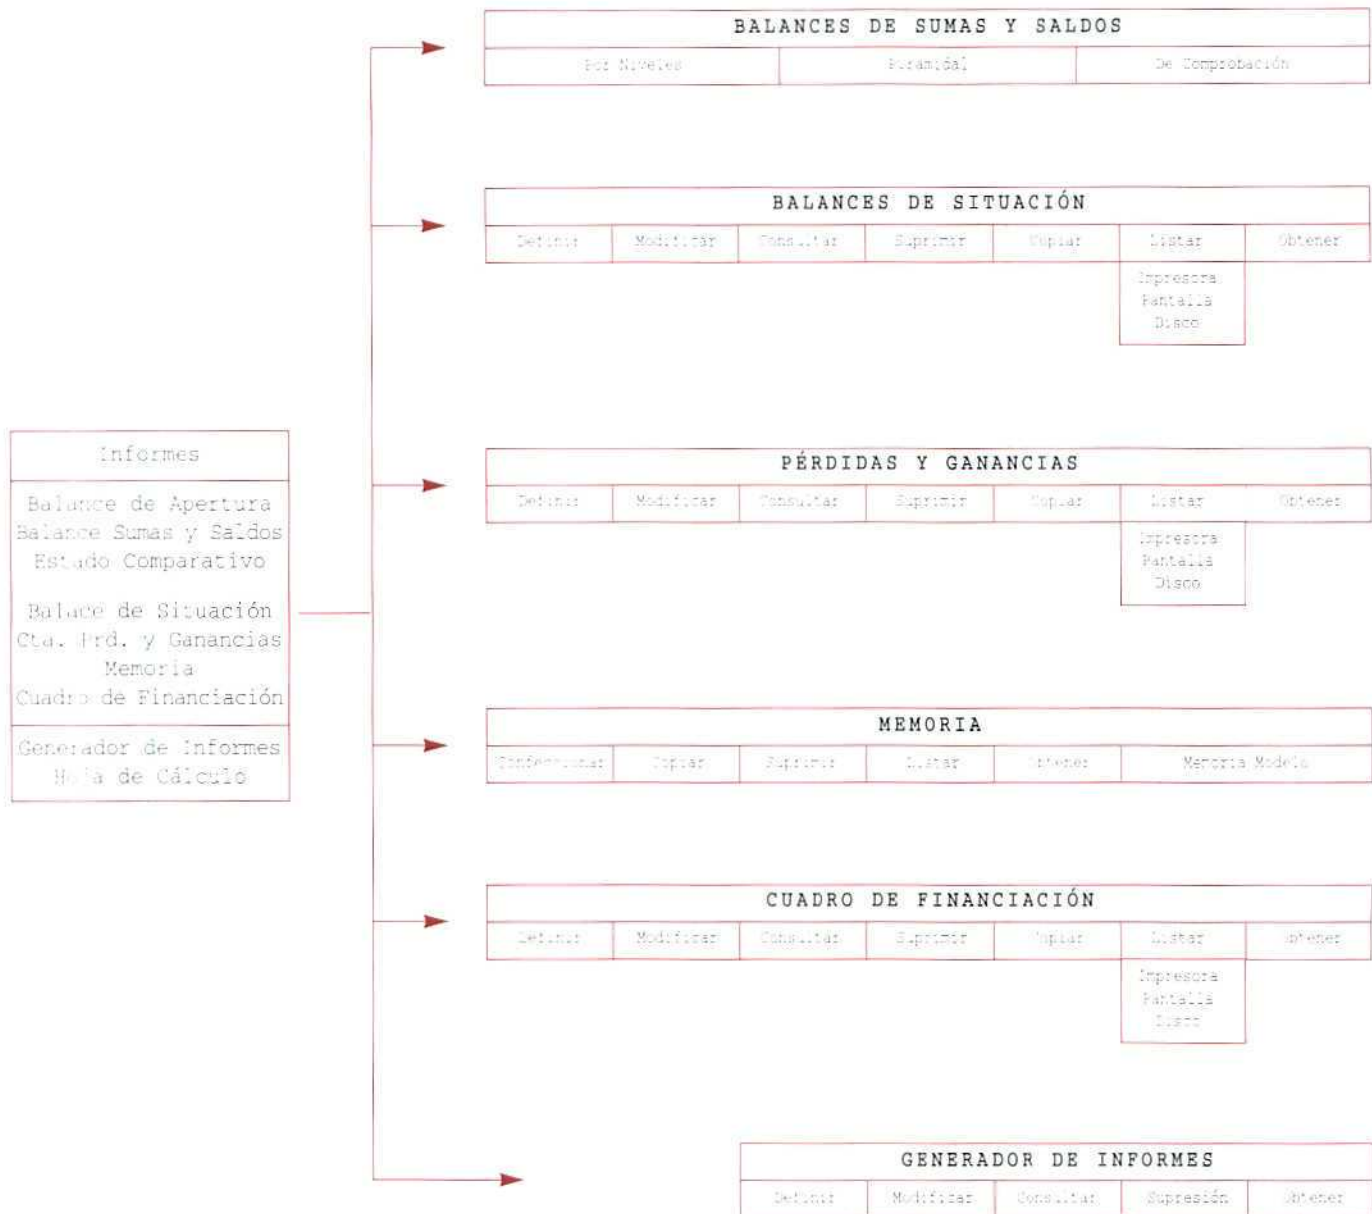 BALANCES DE SUMAS Y SALDOS
Por Niveles Piramidal De Comprobación
BALANCES DE SITUACIÓN
Definir Modificar Consultar Suprimir Copiar Listar Obtener
Impresora
Pantalla
Disco
Informes
Balance de Apertura
Balance Sumas y Saldos
Estado Comparativo
Balace de Situación
Cta. Prd. y Ganancias
Memoria
Cuadro de Financiación
Generador de Informes
Hoja de Cálculo
PÉRDIDAS Y GANANCIAS
Definir Modificar Consultar Suprimir Copiar Listar Obtener
Impresora
Pantalla
Disco
MEMORIA
Confeccionar Copiar Suprimir Listar Obtener Memoria Modelo
CUADRO DE FINANCIACIÓN
Definir Modificar Consultar Suprimir Copiar Listar Obtener
Impresora
Pantalla
Disco
GENERADOR DE INFORMES
Definir Modificar Consultar Supresión Obtener